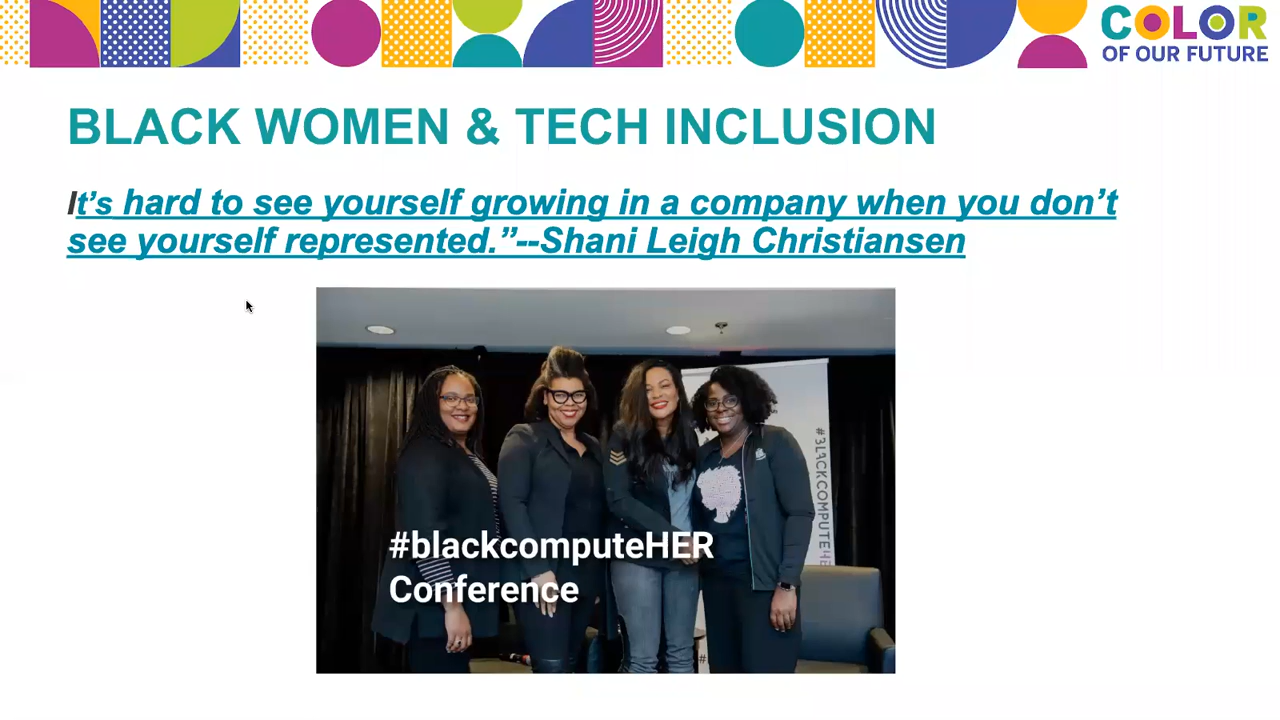 COLOR
OF OUR FUTURE
BLACK WOMEN & TECH INCLUSION
It’s hard to see yourself growing in a company when you don’t
see yourself represented.”--Shani Leigh Christiansen
#BLACKCOMPUTEHE
#blackcomputeHER
Conference
#